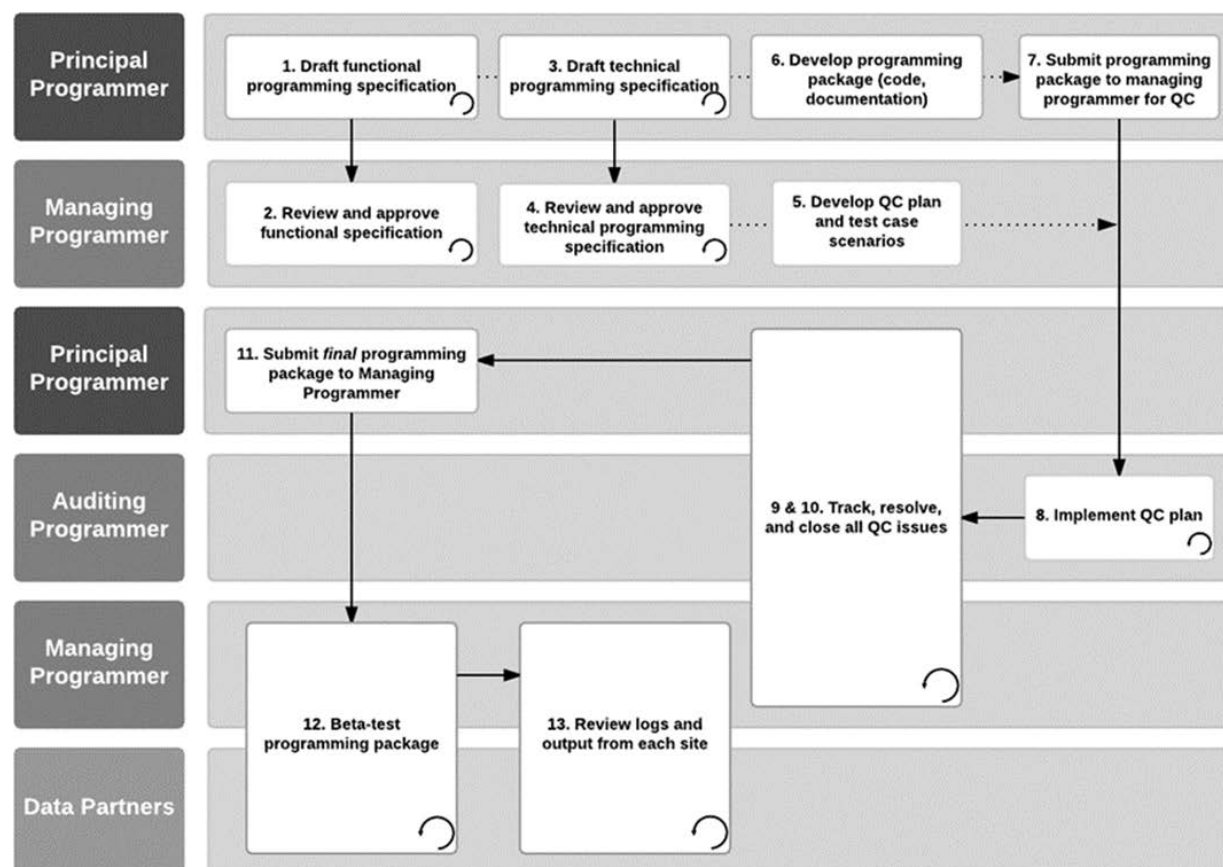 Principal
Programmer
1. Draft functional
programming specification
3. Draft technical
programming specification
6. Develop programming
package (code,
documentation)
7. Submit programming
package to managing
programmer for QC
Managing
Programmer
2. Review and approve
functional specification
4. Review and approve
technical programming
specification
5. Develop QC plan
and test case
scenarios
Principal
Programmer
11. Submit final programming
package to Managing
Programmer
Auditing
Programmer
9 & 10. Track, resolve,
and close all QC issues
8. Implement QC plan
Managing
Programmer
12. Beta-test
programming package
13. Review logs and
output from each site
Data Partners